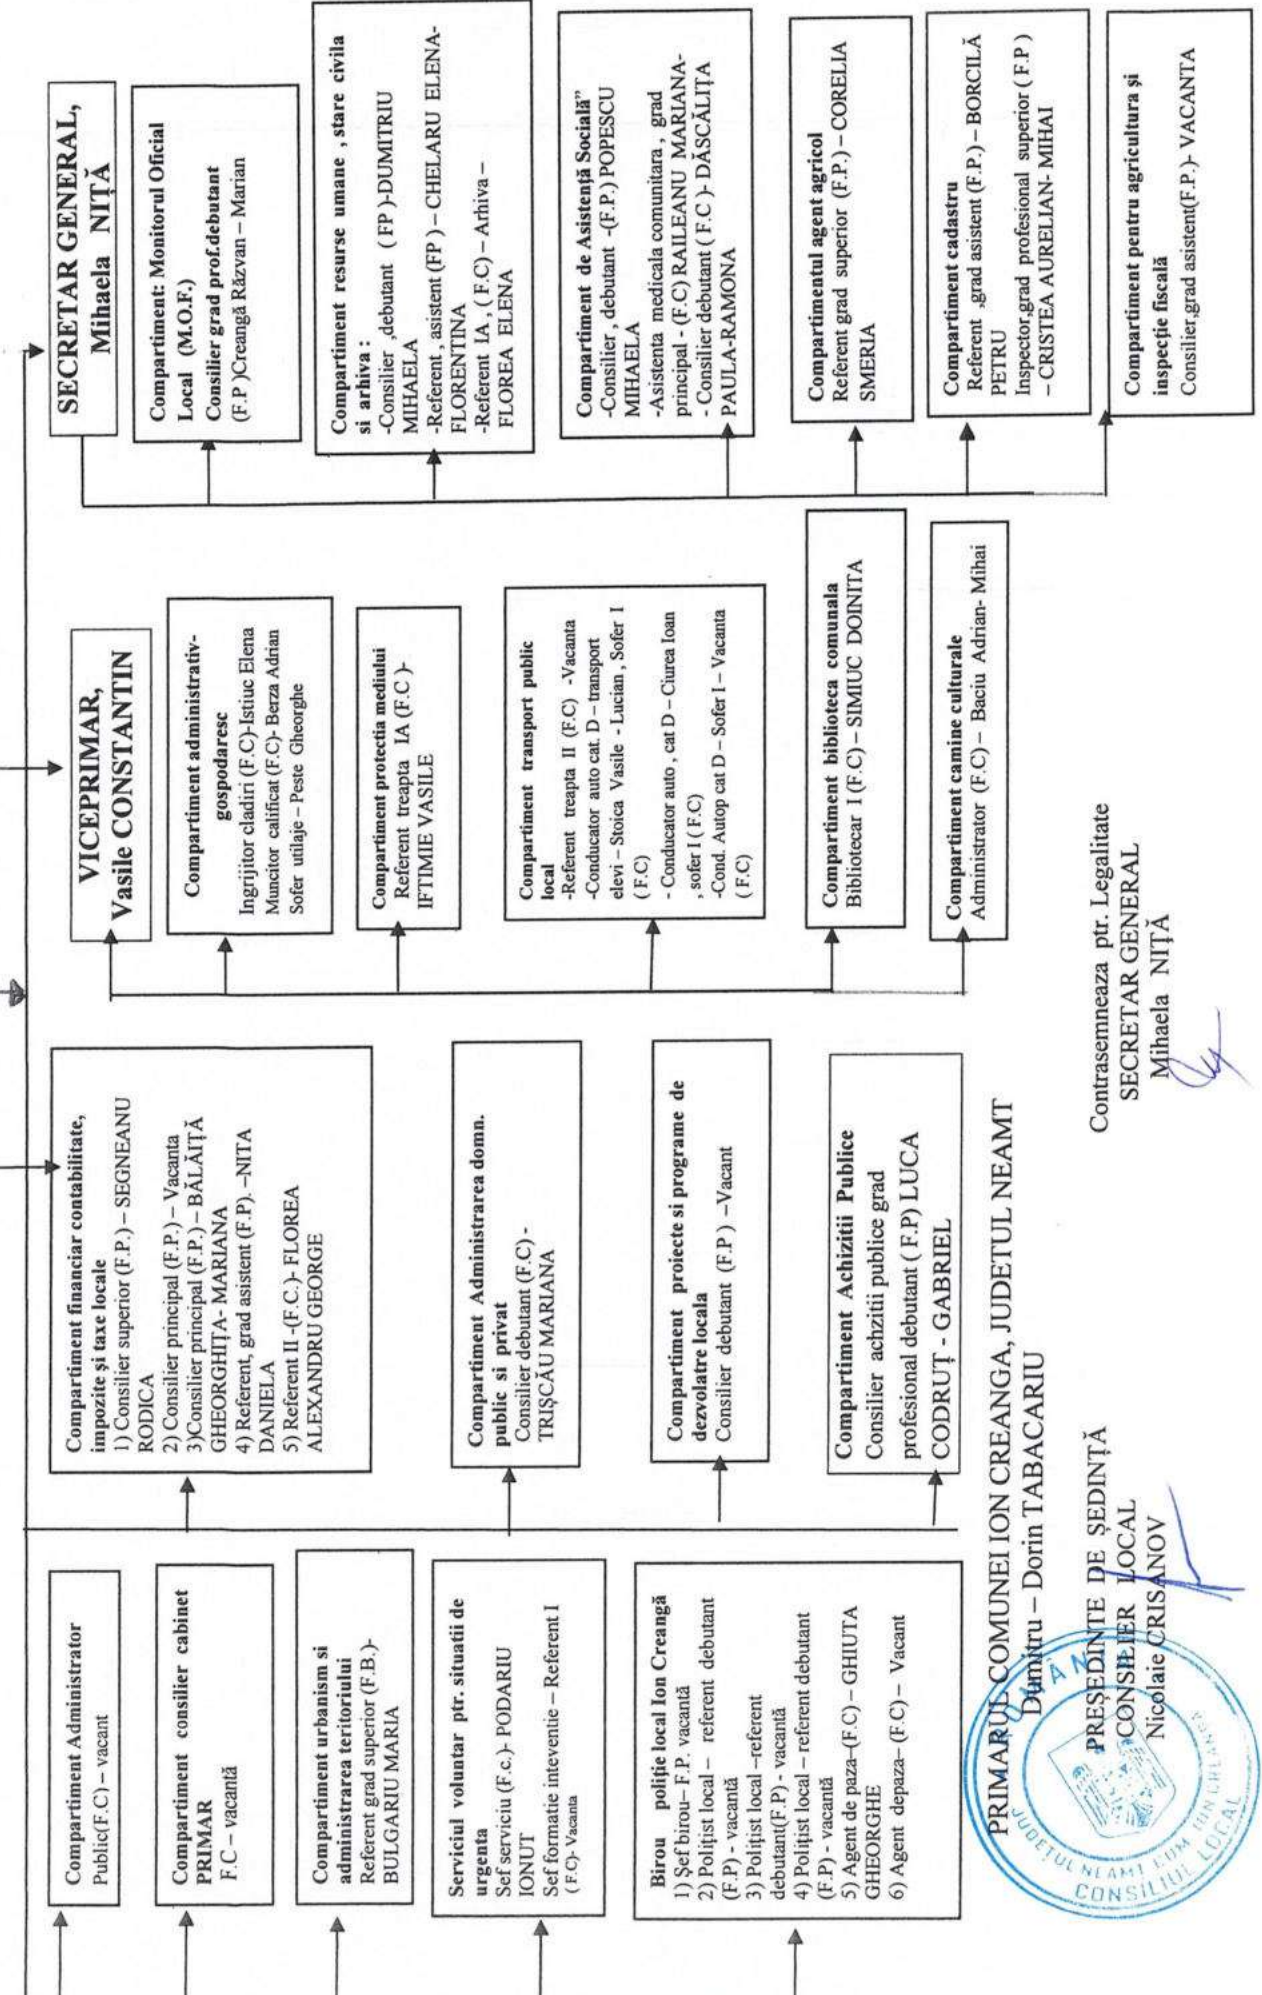 SECRETAR GENERAL,
Mihaela NIȚĂ
Compartiment: Monitorul Oficial
Local (M.O.F.)
Consilier grad prof.debutant
(F.P )Creangă Răzvan – Marian
Compartiment resurse umane , stare civila
si arhiva :
-Consilier ,debutant ( FP )-DUMITRIU
MIHAELA
-Referent , asistent (FP ) – CHELARU ELENA-
FLORENTINA
-Referent IA , ( F.C) – Arhiva –
FLOREA ELENA
Compartiment de Asistență Socială”
-Consilier , debutant -(F.P.) POPESCU
MIHAELA
-Asistenta medicala comunitara , grad
principal - (F.C) RAILEANU MARIANA-
- Consilier debutant ( F.C )- DĂSCĂLIȚA
PAULA-RAMONA
Compartimentul agent agricol
Referent grad superior (F.P.) – CORELIA
SMERIA
Compartiment cadastru
Referent ,grad asistent (F.P.) – BORCILĂ
PETRU
Inspector,grad profesional superior ( F.P )
– CRISTEA AURELIAN- MIHAI
Compartiment pentru agricultura și
inspecție fiscală
Consilier,grad asistent(F.P.)- VACANTA
VICEPRIMAR,
Vasile CONSTANTIN
Compartiment administrativ-
gospodaresc
Ingrijitor cladiri (F.C)-Istiuc Elena
Muncitor calificat (F.C)- Berza Adrian
Sofer utilaje – Peste Gheorghe
Compartiment protectia mediului
Referent treapta IA (F.C )-
IFTIMIE VASILE
Compartiment transport public
local
-Referent treapta II (F.C) -Vacanta
-Conducator auto cat. D – transport
elevi – Stoica Vasile - Lucian , Sofer I
( F.C)
- Conducator auto , cat D – Ciurea Ioan
, sofer I ( F.C)
-Cond. Autop cat D – Sofer I – Vacanta
( F.C)
Compartiment biblioteca comunala
Bibliotecar I (F.C) – SIMIUC DOINITA
Compartiment camine culturale
Administrator (F.C) – Baciu Adrian- Mihai
Compartiment financiar contabilitate,
impozite și taxe locale
1) Consilier superior (F.P.) – SEGNEANU
RODICA
2) Consilier principal (F.P.) – Vacanta
3)Consilier principal (F.P.) – BĂLĂIȚĂ
GHEORGHIȚA- MARIANA
4) Referent, grad asistent (F.P). –NITA
DANIELA
5) Referent II -(F.C.)- FLOREA
ALEXANDRU GEORGE
Compartiment Administrarea domn.
public si privat
Consilier debutant (F.C) -
TRIȘCĂU MARIANA
Compartiment proiecte si programe de
dezvolatre locala
Consilier debutant (F.P ) –Vacant
Compartiment Achizitii Publice
Consilier achzitii publice grad
profesional debutant ( F.P) LUCA
CODRUȚ - GABRIEL
Compartiment Administrator
Public(F.C) – vacant
Compartiment consilier cabinet
PRIMAR
F.C – vacantă
Compartiment urbanism si
administrarea teritoriului
Referent grad superior (F.B.)-
BULGARIU MARIA
Serviciul voluntar ptr. situatii de
urgenta
Sef serviciu (F.c.)- PODARIU
IONUT
Sef formatie inteventie – Referent I
( F.C)- Vacanta
Birou poliție local Ion Creangă
1) Șef birou– F.P. vacantă
2) Polițist local – referent debutant
(F.P) - vacantă
3) Polițist local –referent
debutant(F.P) - vacantă
4) Polițist local – referent debutant
(F.P) - vacantă
5) Agent de paza–(F.C) – GHIUTA
GHEORGHE
6) Agent depaza– (F.C) – Vacant
PRIMARUL COMUNEI ION CREANGA, JUDETUL NEAMT
Dumitru – Dorin TABACARIU
PREȘEDINTE DE ȘEDINȚĂ
CONSILIER LOCAL
Nicolaie CRISANOV
Contrasemneaza ptr. Legalitate
SECRETAR GENERAL
Mihaela NIȚĂ
ROMÂNIA
JUDEȚUL NEAMȚ COM ION CREANGA
CONSILIUL LOCAL